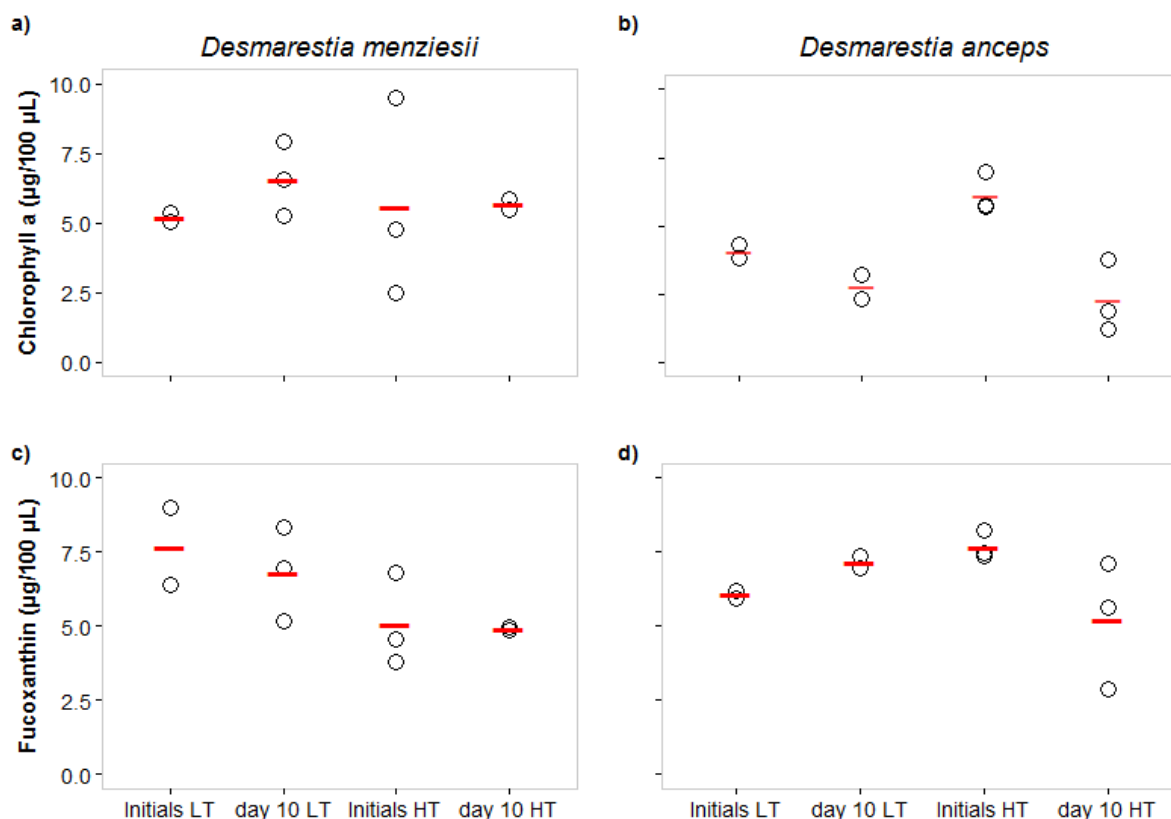 a)
Desmarestia menziesii
b)
Desmarestia anceps
Chlorophyll a (µg/100 µL)
10.0
7.5
5.0
2.5
0.0
c)
d)
Fucoxanthin (µg/100 µL)
10.0
7.5
5.0
2.5
0.0
Initials LT day 10 LT Initials HT day 10 HT
Initials LT day 10 LT Initials HT day 10 HT